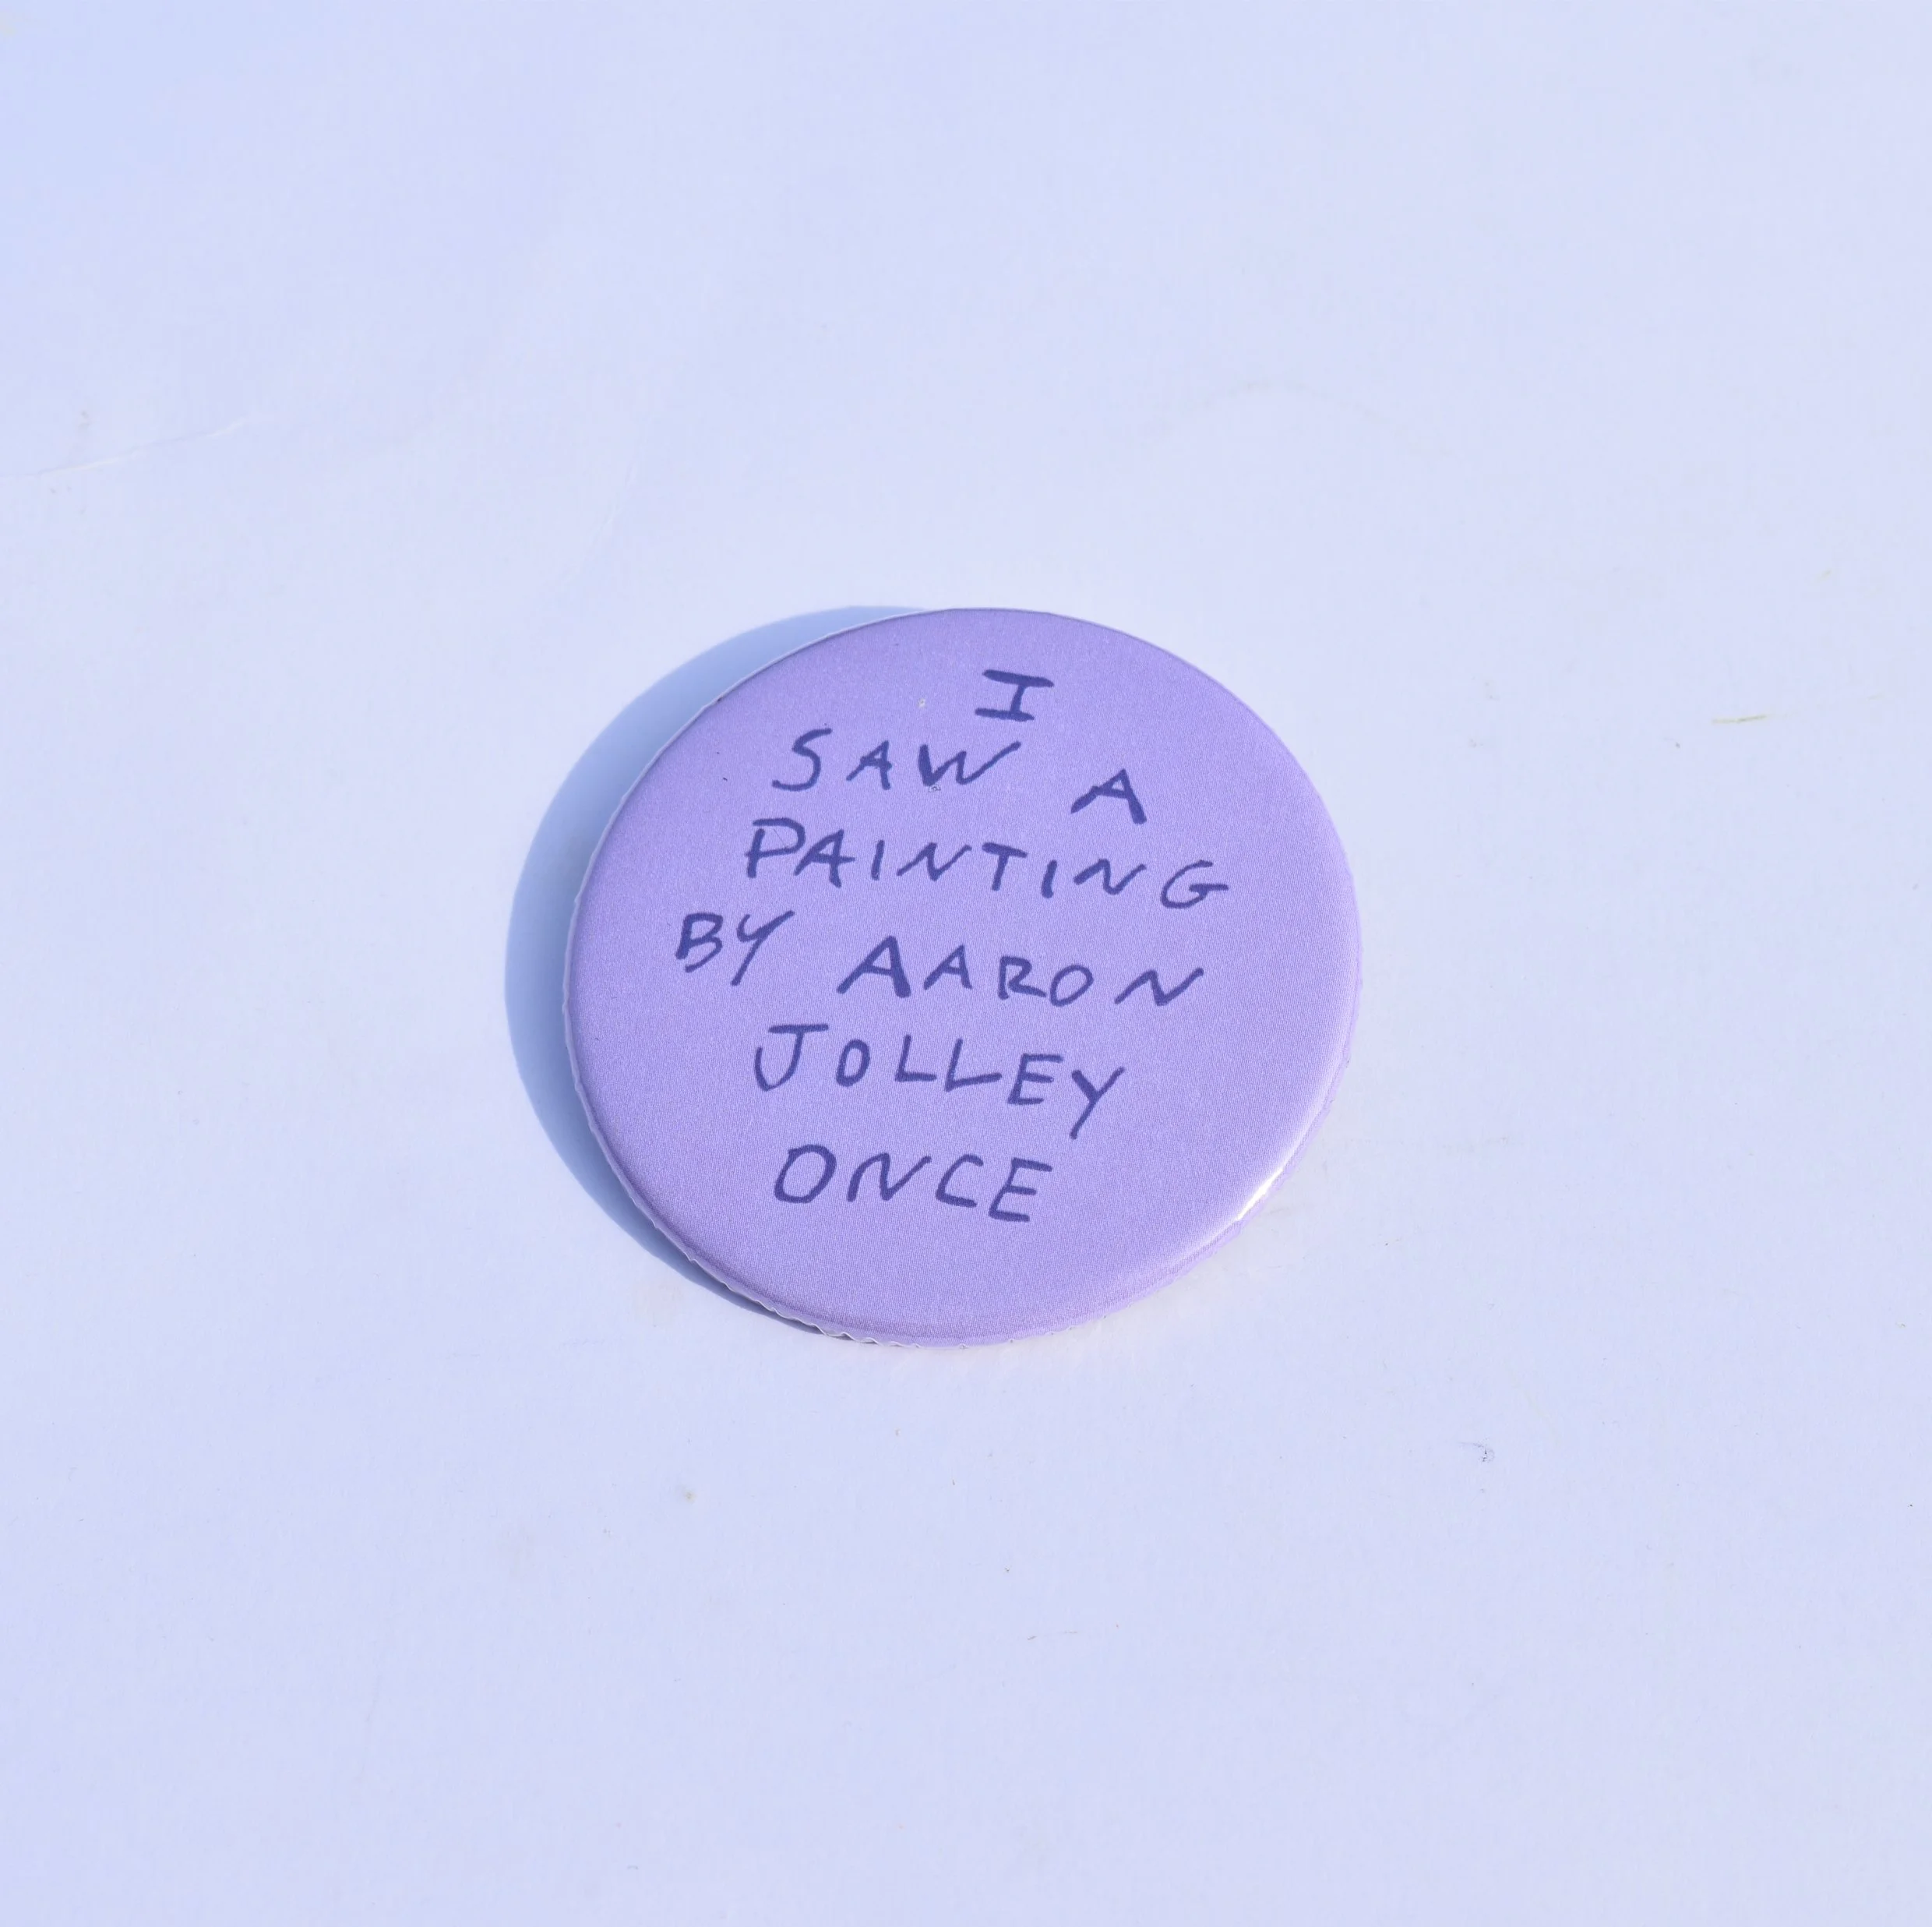 I
SAW A
PAINTING
BY AARON
JOLLEY
ONCE